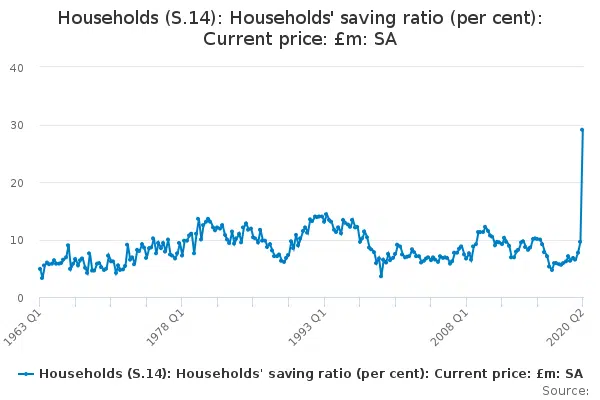 Households (S.14): Households' saving ratio (per cent):
Current price: £m: SA
40
30
20
10
0
1963 Q1
1978 Q1
1993 Q1
2008 Q1
2020 Q2
Households (S.14): Households' saving ratio (per cent): Current price: £m: SA
Source: